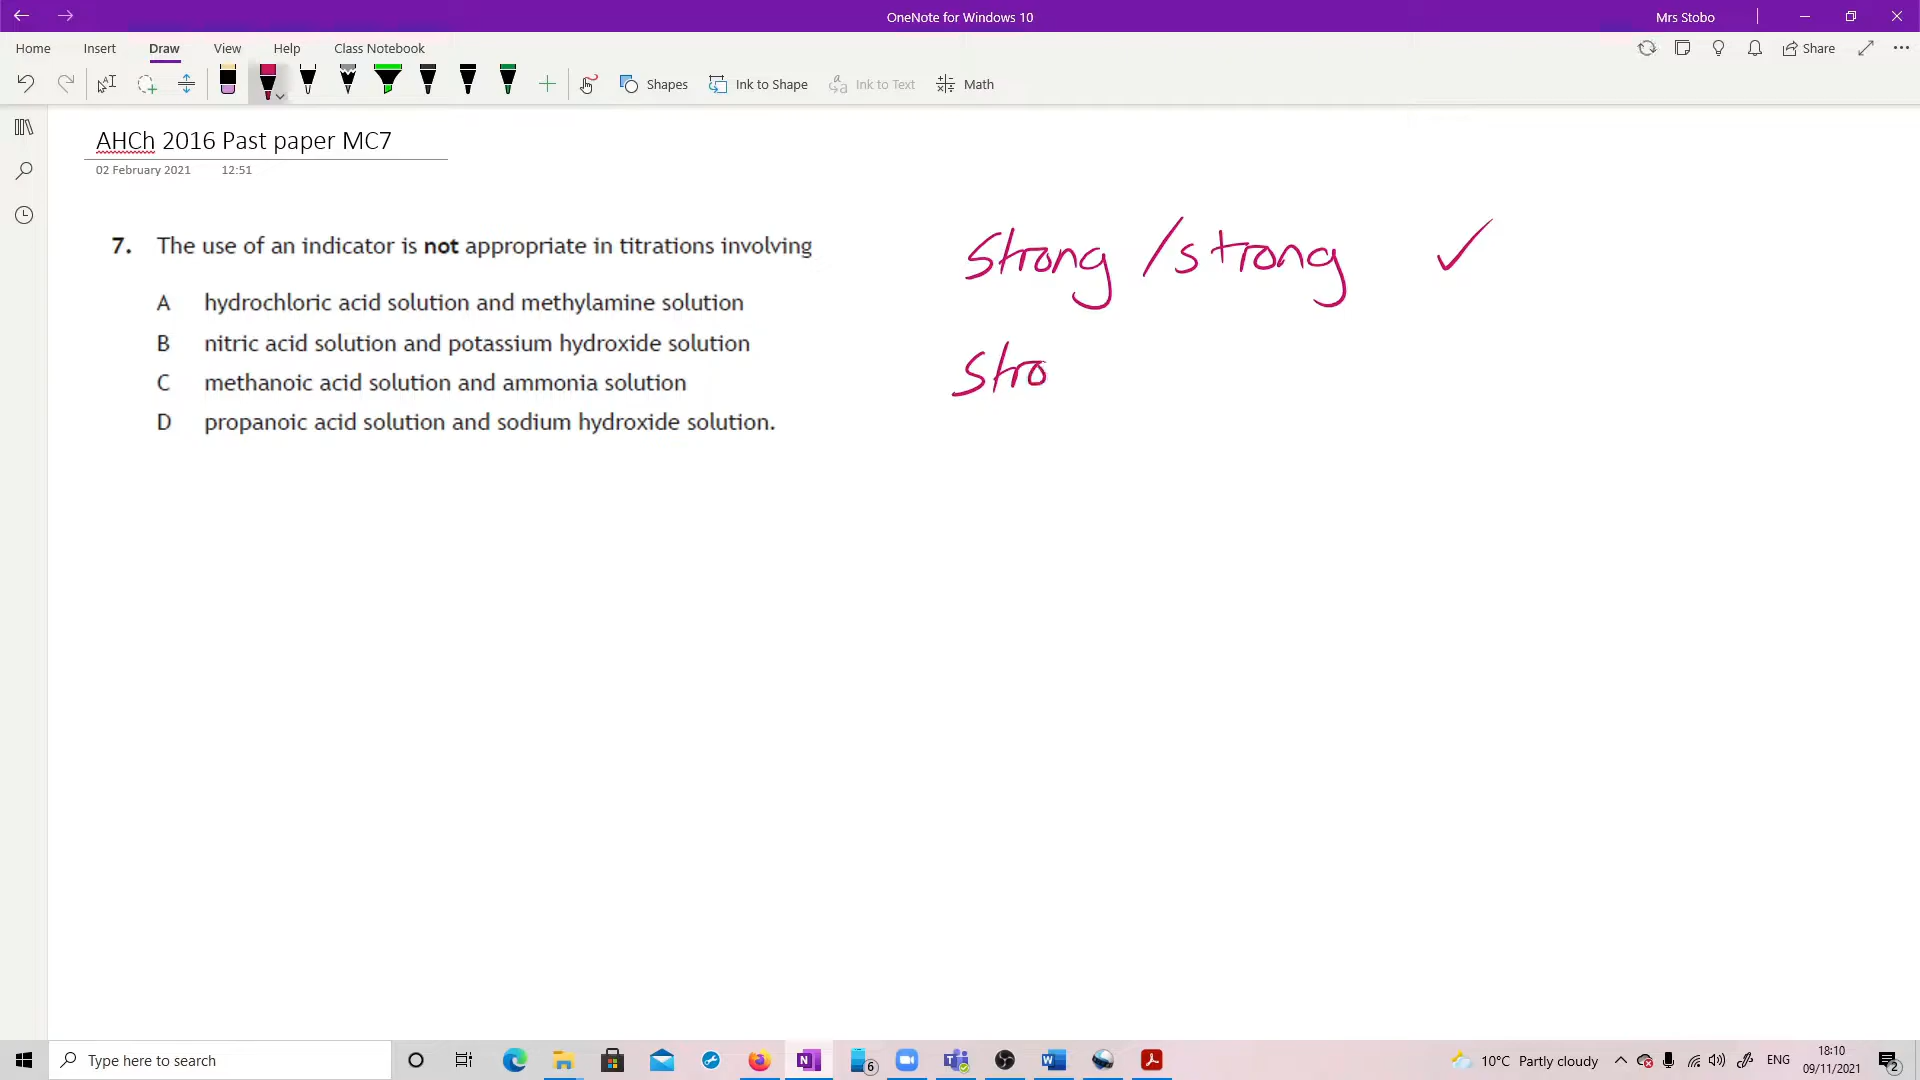 OneNote for Windows 10
Mrs Stobo
Home Insert Draw View Help Class Notebook
Share
Shapes Ink to Shape Ink to Text Math
AHCh 2016 Past paper MC7
02 February 2021 12:51
7. The use of an indicator is not appropriate in titrations involving
A hydrochloric acid solution and methylamine solution
B nitric acid solution and potassium hydroxide solution
C methanoic acid solution and ammonia solution
D propanoic acid solution and sodium hydroxide solution.
Strong / strong ✓
Stro
Type here to search
6
10°C Partly cloudy
ENG
18:10
09/11/2021
2